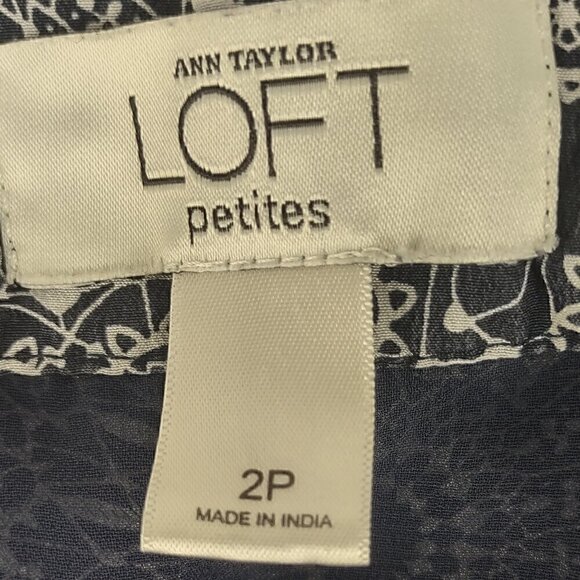 ANN TAYLOR
LOFT
petites
2P
MADE IN INDIA